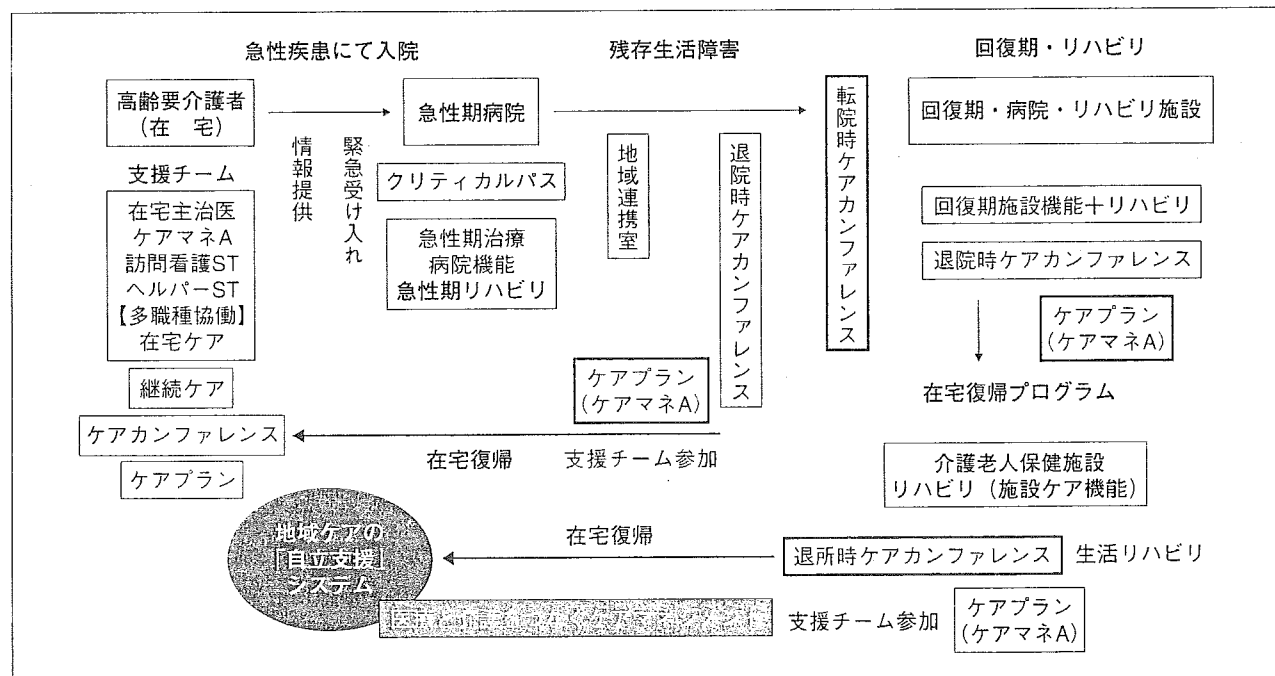 急性疾患にて入院
残存生活障害
回復期・リハビリ
高齢要介護者
(在　宅)
急性期病院
転院時ケアカンファレンス
回復期・病院・リハビリ施設
情報提供
緊急受け入れ
地域連携室
退院時ケアカンファレンス
支援チーム
在宅主治医
ケアマネA
訪問看護ST
ヘルパーST
【多職種協働】
在宅ケア
クリティカルパス
急性期治療
病院機能
急性期リハビリ
回復期施設機能＋リハビリ
退院時ケアカンファレンス
ケアプラン
(ケアマネA)
在宅復帰プログラム
継続ケア
ケアカンファレンス
ケアプラン
ケアプラン
(ケアマネA)
在宅復帰
支援チーム参加
介護老人保健施設
リハビリ（施設ケア機能）
地域ケアの
[自立支援]
システム
在宅復帰
退所時ケアカンファレンス
生活リハビリ
支援チーム参加
ケアプラン
(ケアマネA)